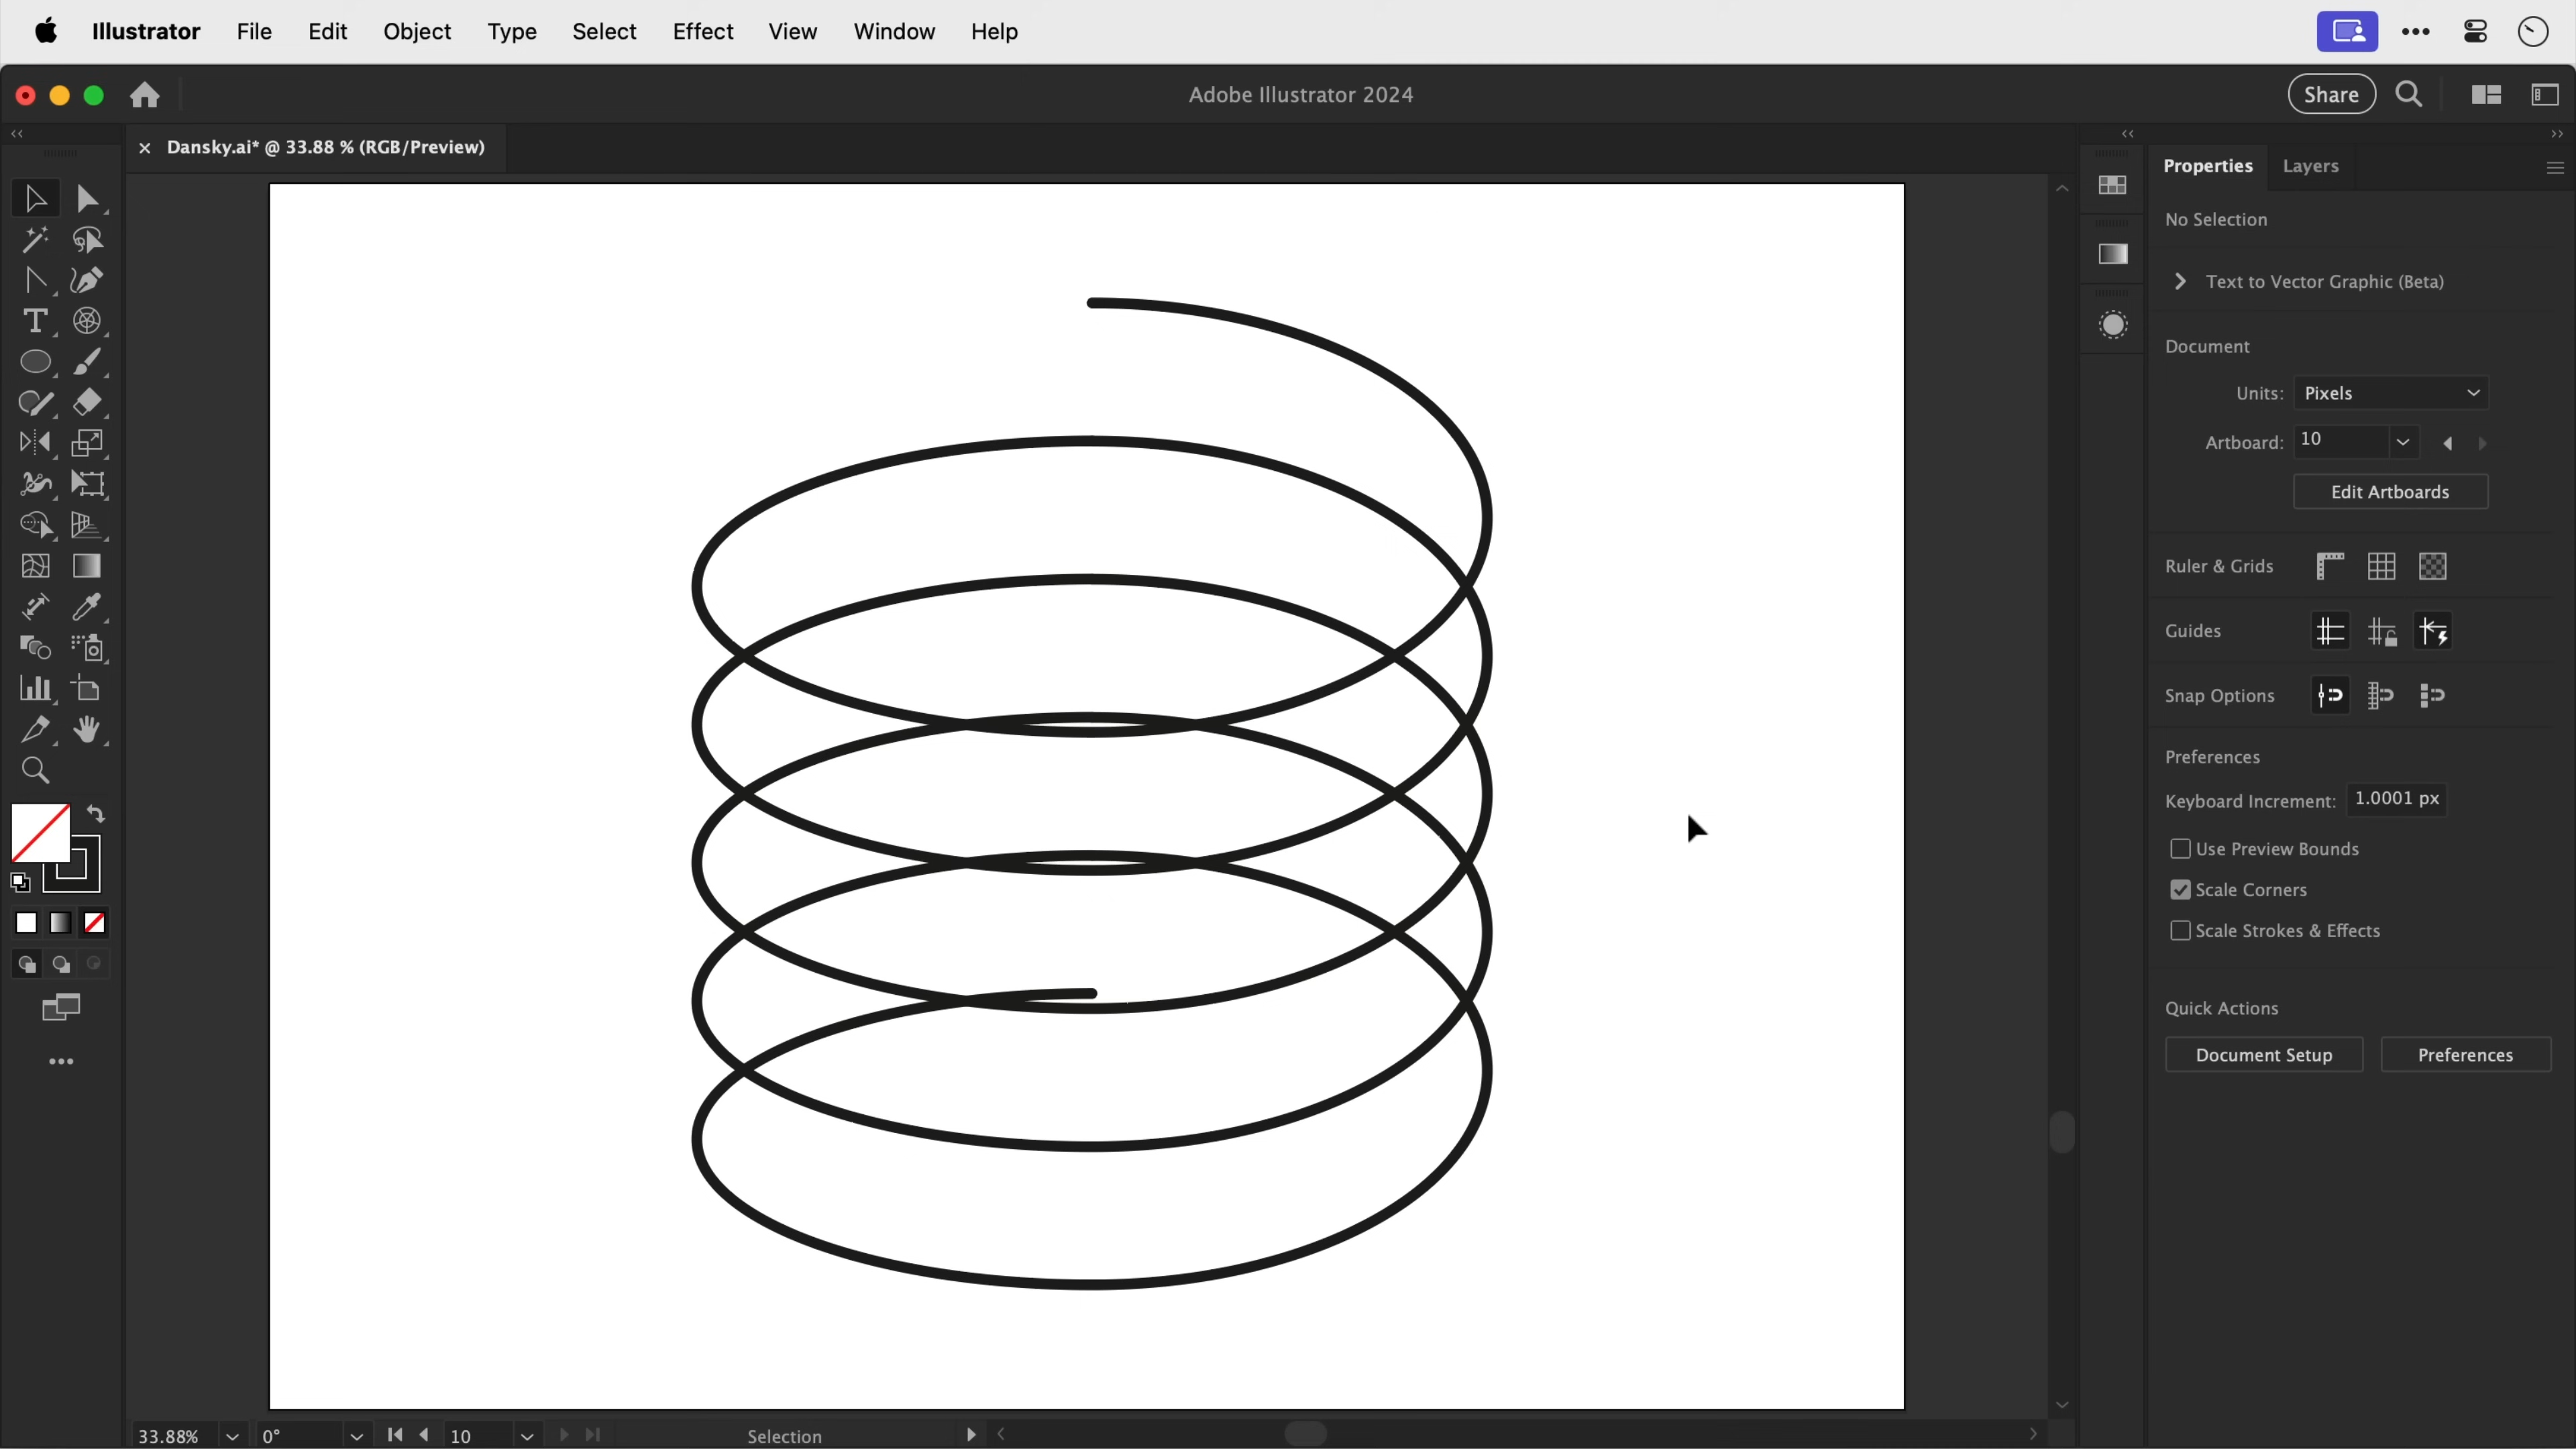 Illustrator File Edit Object Type Select Effect View Window Help
Adobe Illustrator 2024
Share
Dansky.ai* @ 33.88 % (RGB/Preview)
Properties Layers
No Selection
Text to Vector Graphic (Beta)
Document
Units: Pixels
Artboard: 10
Edit Artboards
Ruler & Grids
Guides
Snap Options
Preferences
Keyboard Increment: 1.0001 px
Use Preview Bounds
Scale Corners
Scale Strokes & Effects
Quick Actions
Document Setup Preferences
33.88% 0° 10 Selection